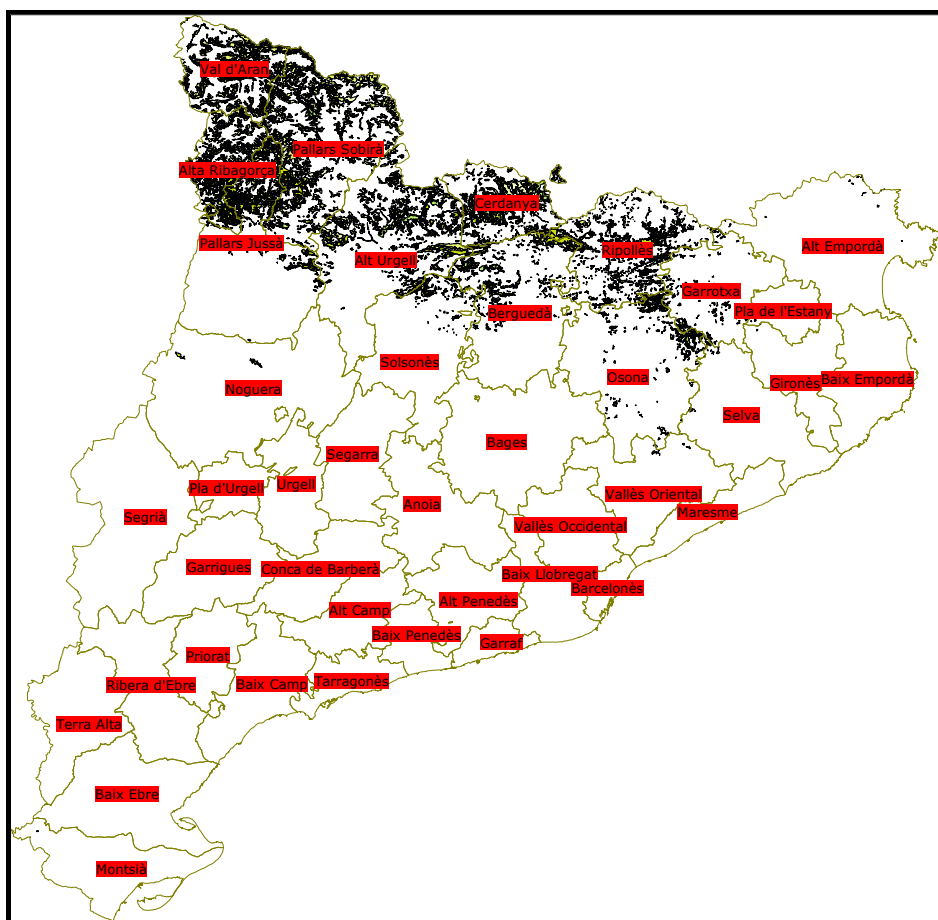 Val d'Aran
Pallars Sobirà
Alta Ribagorça
Cerdanya
Pallars Jussà
Alt Urgell
Ripollès
Alt Empordà
Garrotxa
Berguedà
Pla de l'Estany
Solsonès
Osona
Gironès
Baix Empordà
Noguera
Selva
Bages
Segarra
Pla d'Urgell
Urgell
Vallès Oriental
Anoia
Maresme
Segrià
Vallès Occidental
Garrigues
Conca de Barberà
Baix Llobregat
Barcelonès
Alt Penedès
Alt Camp
Baix Penedès
Garraf
Priorat
Ribera d'Ebre
Baix Camp
Tarragonès
Terra Alta
Baix Ebre
Montsià